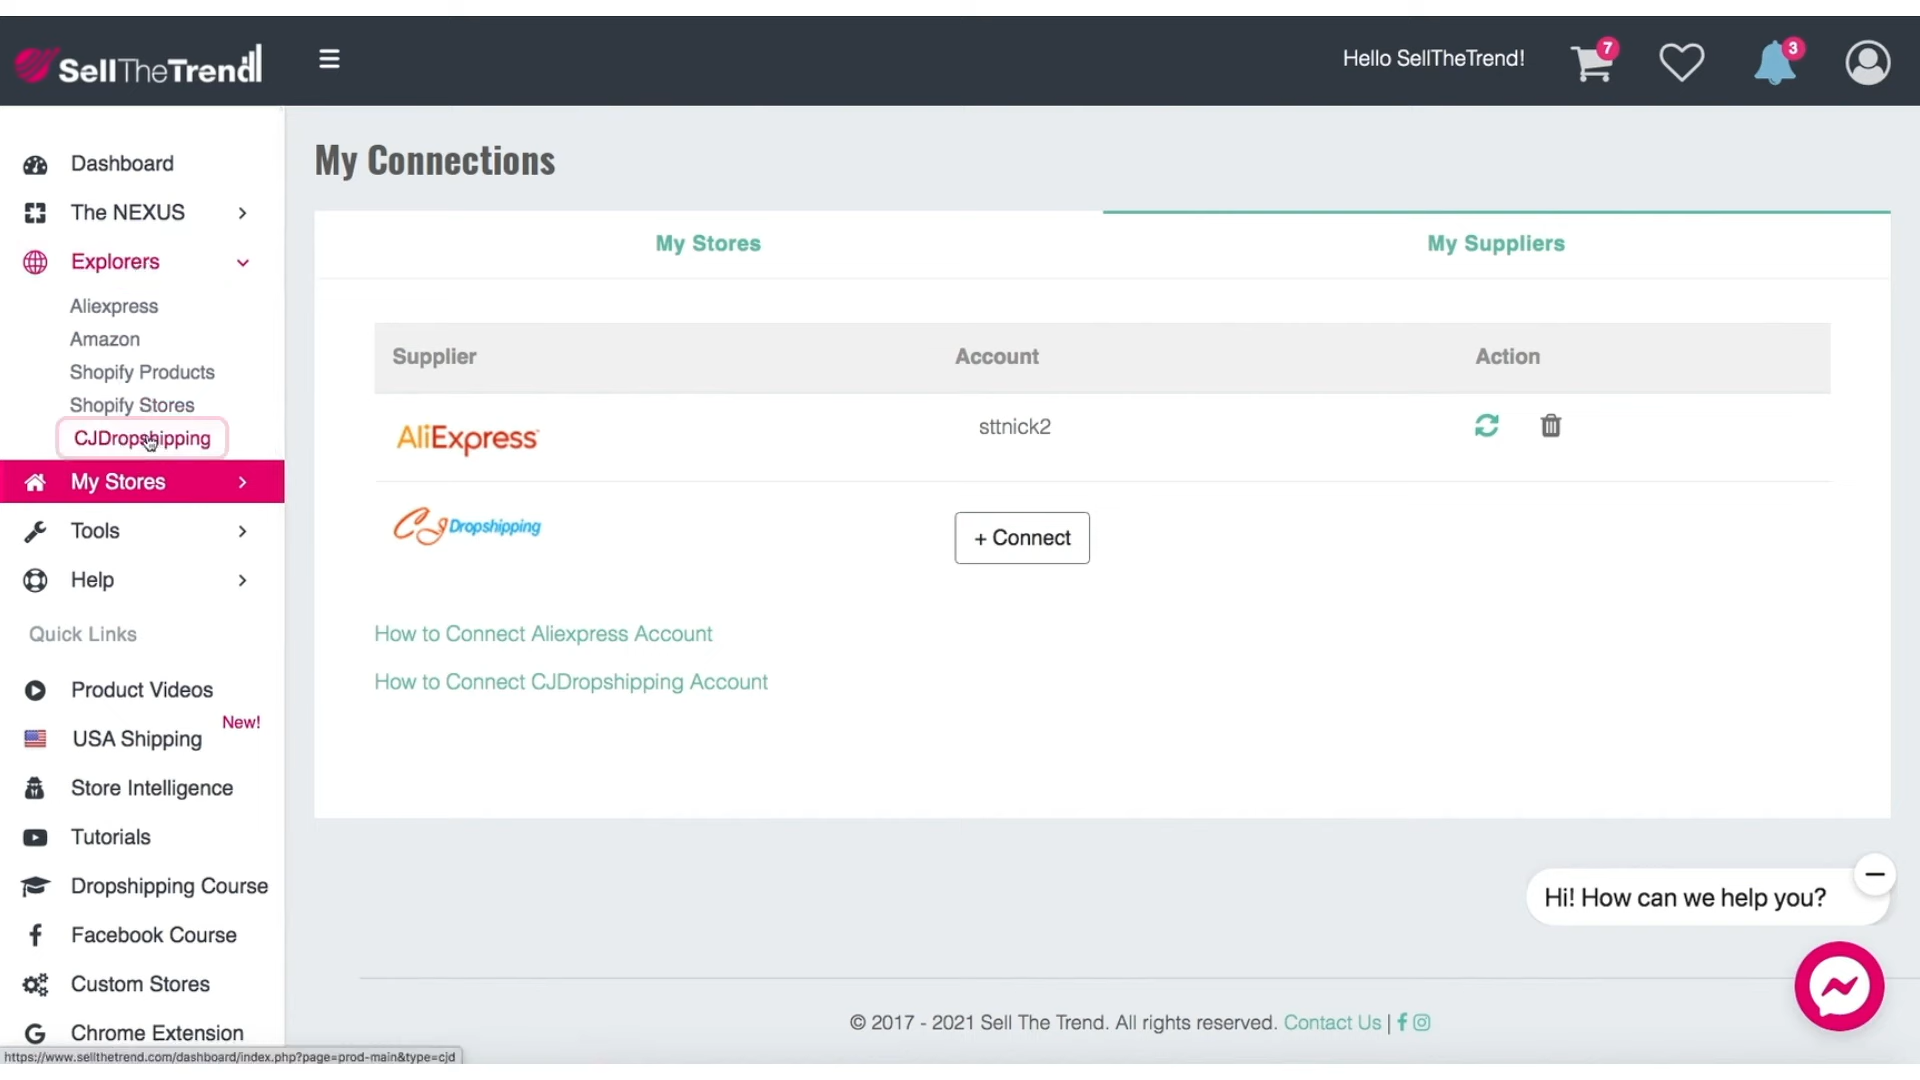 SellTheTrend
Hello SellTheTrend!
7
3
Dashboard
The NEXUS
Explorers
Aliexpress
Amazon
Shopify Products
Shopify Stores
CJDropshipping
My Stores
Tools
Help
Quick Links
Product Videos
New!
USA Shipping
Store Intelligence
Tutorials
Dropshipping Course
Facebook Course
Custom Stores
Chrome Extension
https://www.sellthetrend.com/dashboard/index.php?page=prod-main&type=cjd
My Connections
My Stores
My Suppliers
Supplier
Account
Action
AliExpress
sttnick2
CJDropshipping
+ Connect
How to Connect Aliexpress Account
How to Connect CJDropshipping Account
Hi! How can we help you?
© 2017 - 2021 Sell The Trend. All rights reserved. Contact Us |